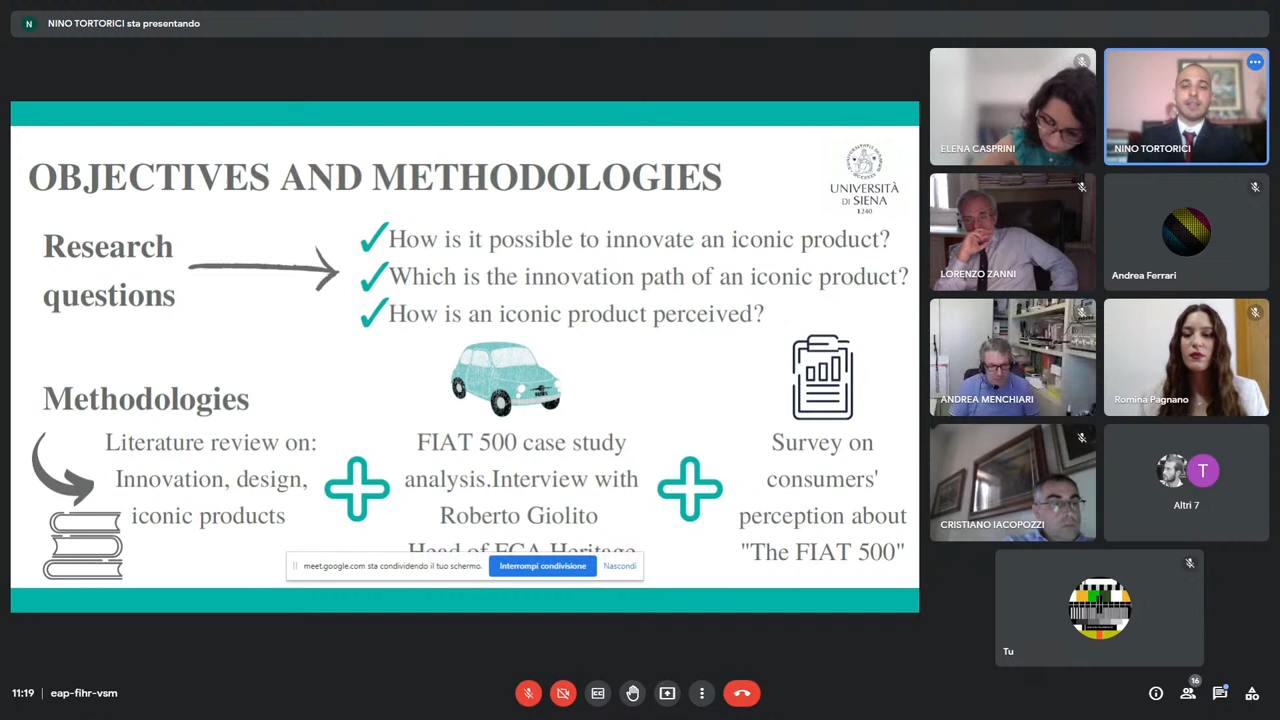 N NINO TORTORICI sta presentando
OBJECTIVES AND METHODOLOGIES
UNIVERSITÀ
DI SIENA
1240
Research
questions
How is it possible to innovate an iconic product?
Which is the innovation path of an iconic product?
How is an iconic product perceived?
Methodologies
Literature review on:
Innovation, design,
iconic products
FIAT 500 case study
analysis.Interview with
Roberto Giolito
Head of FCA Heritage
Survey on
consumers'
perception about
"The FIAT 500"
meet.google.com sta condividendo il tuo schermo.
Interrompi condivisione
Nascondi
ELENA CASPRINI
NINO TORTORICI
LORENZO ZANNI
Andrea Ferrari
ANDREA MENCHIARI
Romina Pagnano
CRISTIANO IACOPOZZI
T
Altri 7
Tu
11:19 | eap-fihr-vsm
16